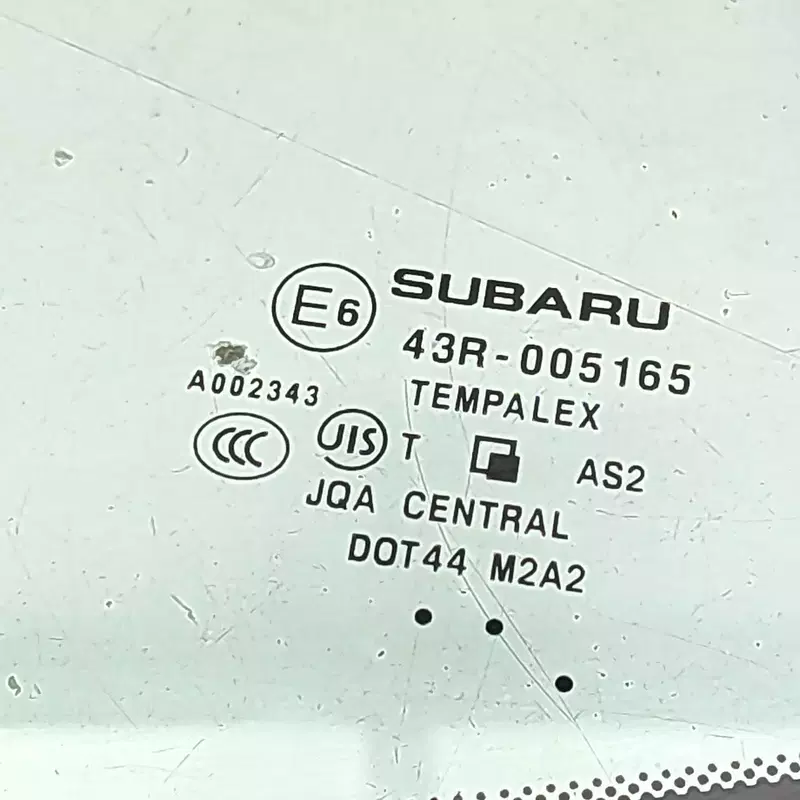 SUBARU
E6
43R-005165
A002343
TEMPALEX
CCC JIS T AS2
JQA CENTRAL
DOT44 M2A2